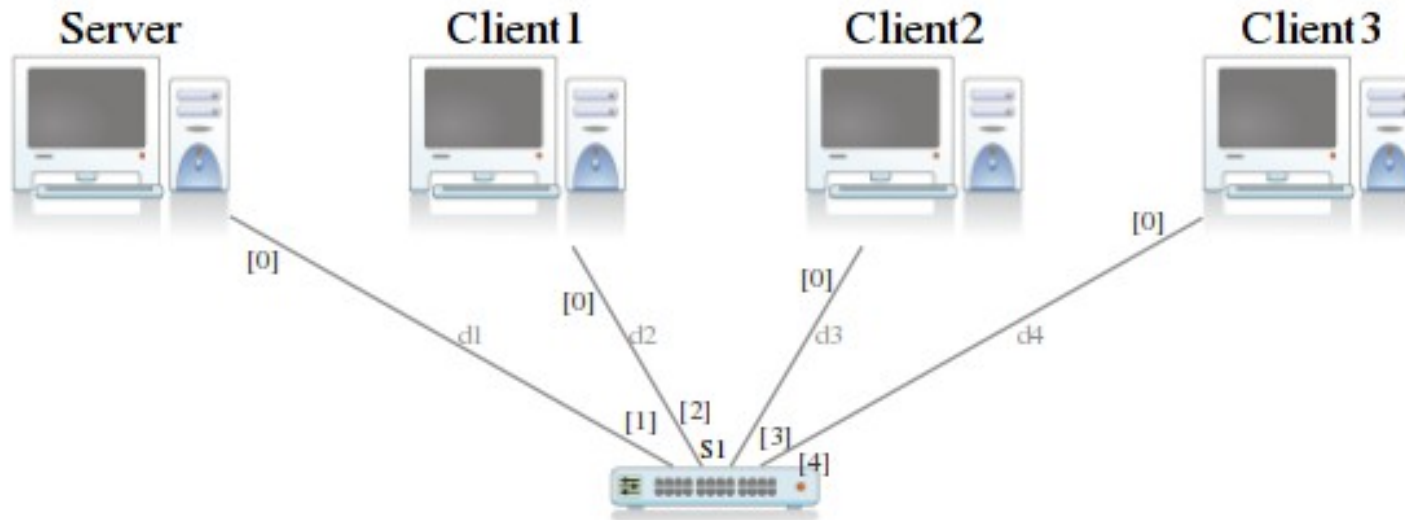 Server Client1 Client2 Client3
[0] [0] [0] [0]
d1 d2 d3 d4
[1] [2] [3] [4]
S1